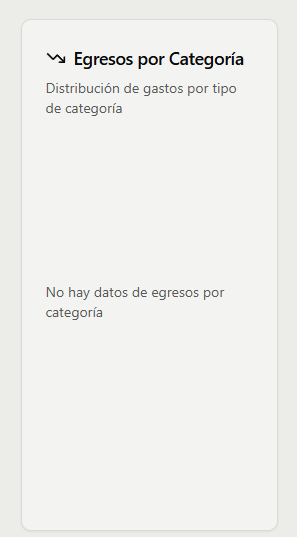 Egresos por Categoría
Distribución de gastos por tipo
de categoría
No hay datos de egresos por
categoría